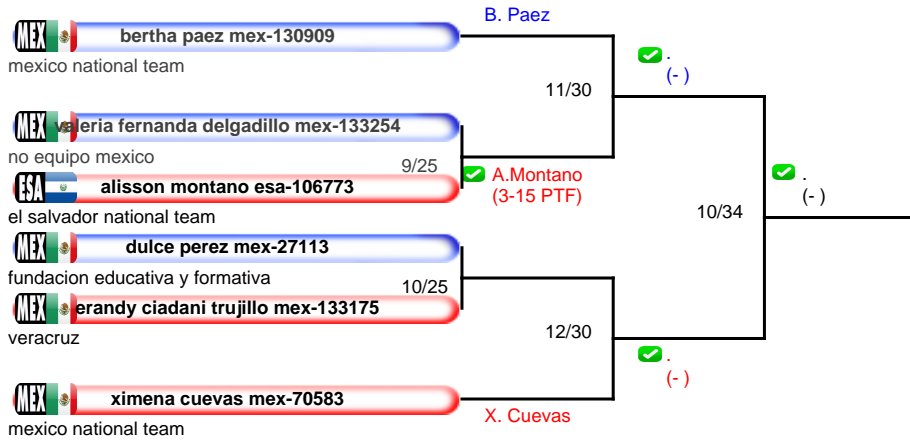 B. Paez
MEX bertha paez mex-130909
mexico national team
.
(- )
11/30
MEX valeria fernanda delgadillo mex-133254
no equipo mexico
9/25
A.Montano
(3-15 PTF)
ESA alisson montano esa-106773
el salvador national team
.
(- )
10/34
MEX dulce perez mex-27113
fundacion educativa y formativa
10/25
MEX erandy ciadani trujillo mex-133175
veracruz
12/30
.
(- )
MEX ximena cuevas mex-70583
X. Cuevas
mexico national team